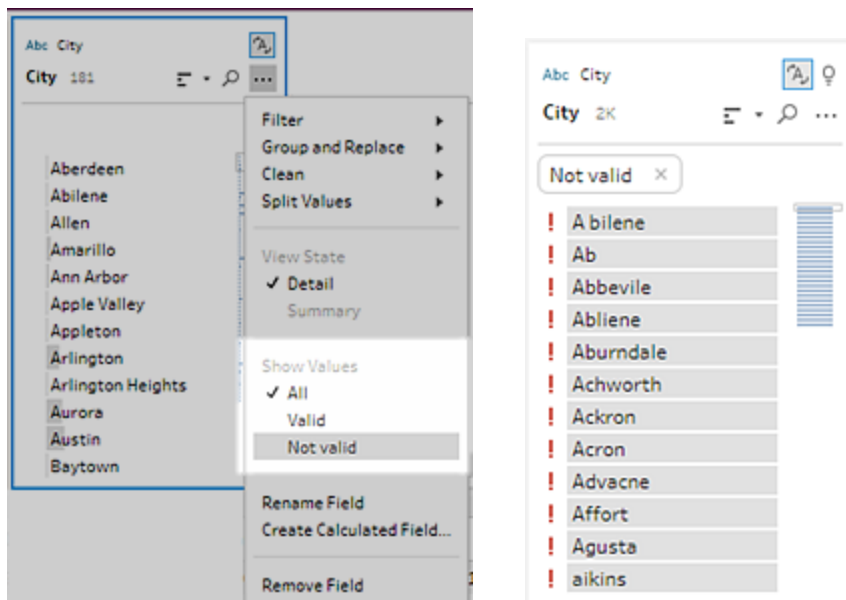 Abc City
City 181
Filter
Group and Replace
Clean
Split Values
View State
✓ Detail
Summary
Show Values
✓ All
Valid
Not valid
Rename Field
Create Calculated Field...
Remove Field
Aberdeen
Abilene
Allen
Amarillo
Ann Arbor
Apple Valley
Appleton
Arlington
Arlington Heights
Aurora
Austin
Baytown
Abc City
City 2K
Not valid ×
! A bilene
! Ab
! Abbevile
! Abliene
! Aburndale
! Achworth
! Ackron
! Acron
! Advacne
! Affort
! Agusta
! aikins